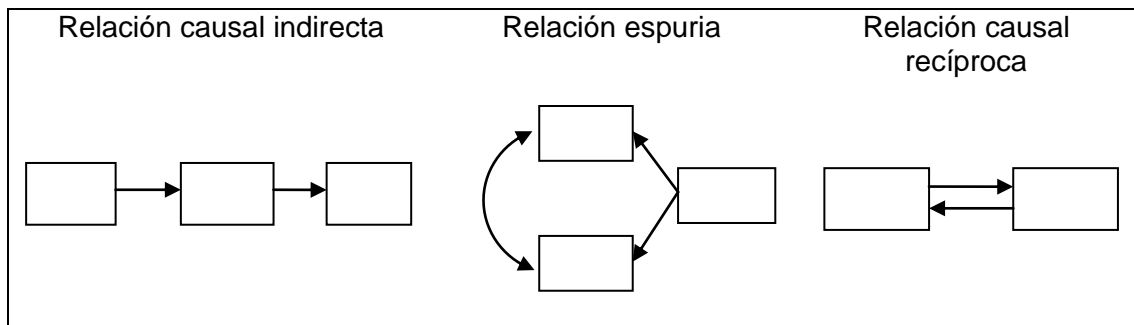 Relación causal indirecta
Relación espuria
Relación causal
recíproca